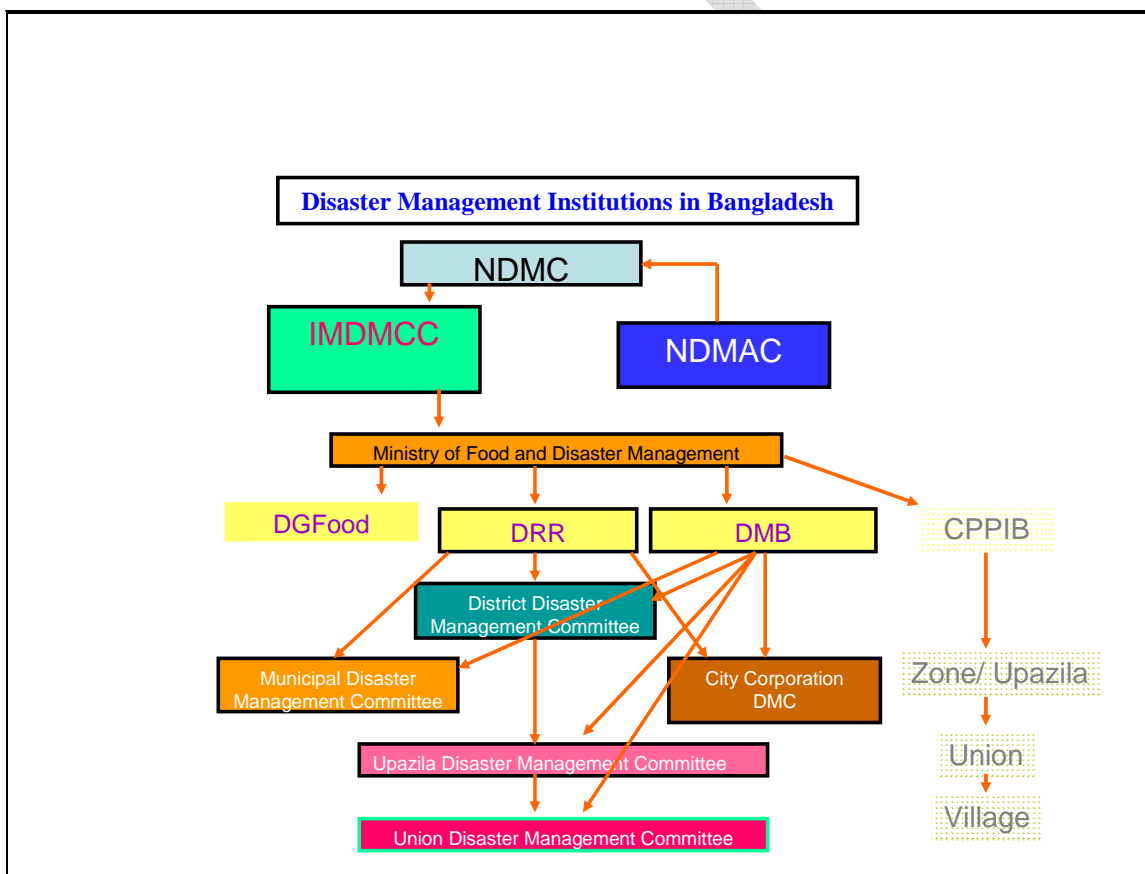 Disaster Management Institutions in Bangladesh
NDMC
IMDMCC
NDMAC
Ministry of Food and Disaster Management
DGFood
DRR
DMB
CPPIB
District Disaster
Management Committee
Municipal Disaster
Management Committee
City Corporation
DMC
Zone/ Upazila
Upazila Disaster Management Committee
Union
Village
Union Disaster Management Committee